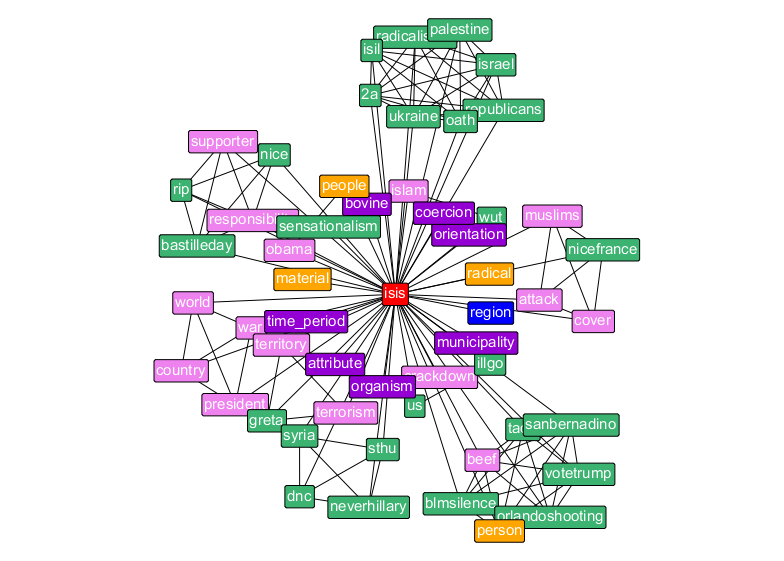 palestine
radicalis
isil
israel
2a
republicans
ukraine
oath
supporter
nice
rip
people
islam
bovine
coercion
wut
muslims
responsibili
sensationalism
orientation
bastilleday
obama
nicefrance
material
radical
isis
attack
world
region
cover
time_period
war
territory
municipality
country
attribute
illgo
crackdown
organism
president
us
terrorism
greta
sanbernadino
syria
sthu
beef
votetrump
dnc
blmsilence
neverhillary
orlandoshooting
person